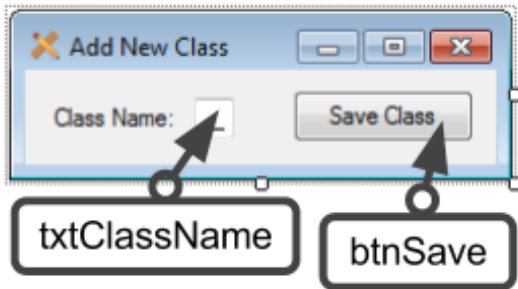 Add New Class
Class Name: _
Save Class
txtClassName
btnSave